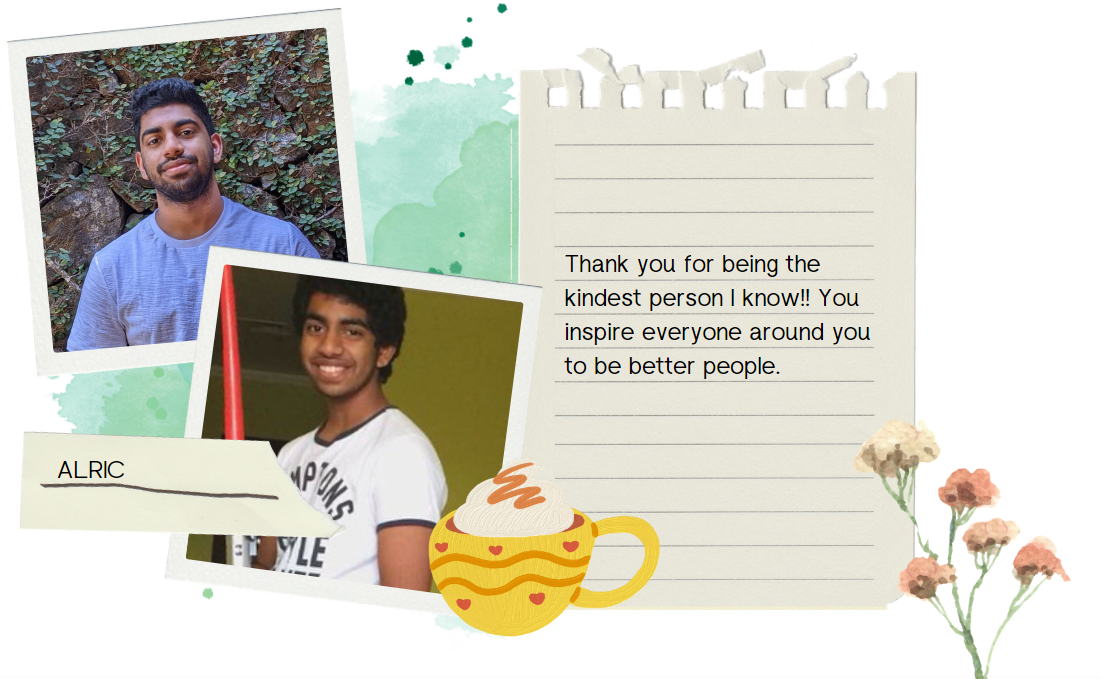 Thank you for being the
kindest person I know!! You
inspire everyone around you
to be better people.
ALRIC